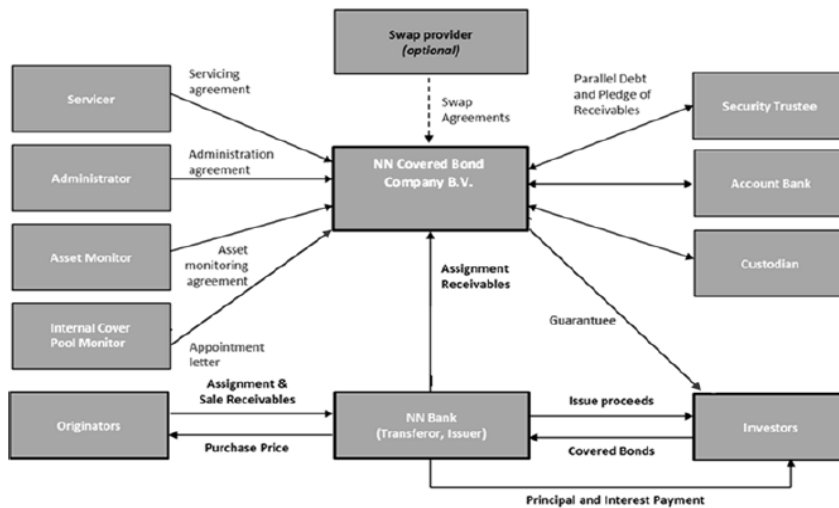 Swap provider
(optional)
Servicer
Servicing
agreement
Swap
Agreements
Parallel Debt
and Pledge of
Receivables
Security Trustee
Administrator
Administration
agreement
NN Covered Bond
Company B.V.
Account Bank
Asset Monitor
Asset
monitoring
agreement
Assignment
Receivables
Custodian
Internal Cover
Pool Monitor
Appointment
letter
Guarantuee
Originators
Assignment &
Sale Receivables
Purchase Price
NN Bank
(Transferor, Issuer)
Issue proceeds
Covered Bonds
Investors
Principal and Interest Payment